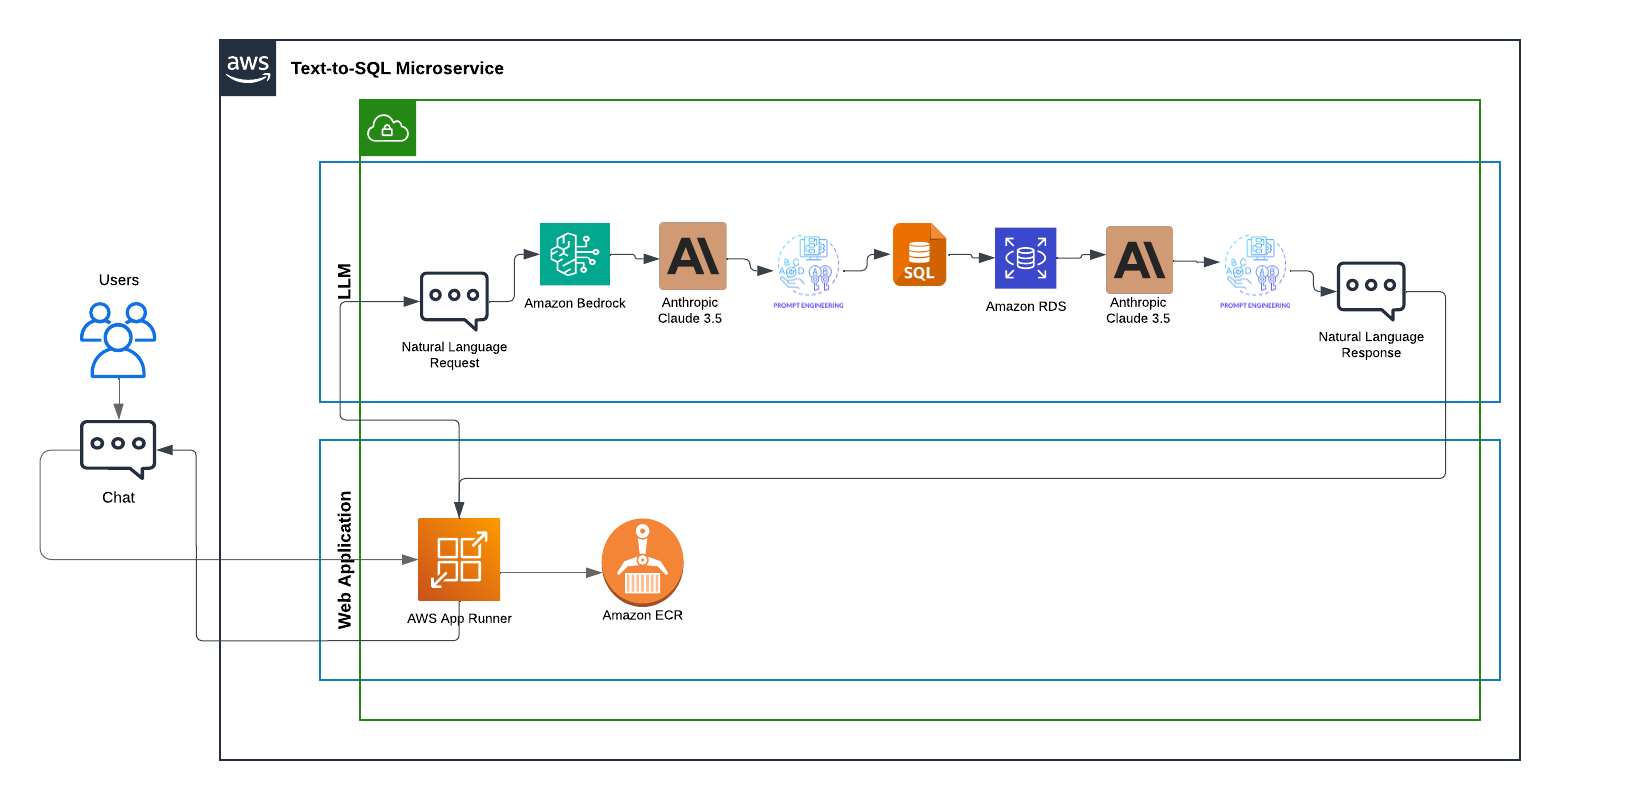 aws
Text-to-SQL Microservice
LLM
Users
Chat
Natural Language
Request
Amazon Bedrock
Anthropic
Claude 3.5
B C
A D
A B
PROMPT ENGINEERING
SQL
Amazon RDS
Anthropic
Claude 3.5
B C
A D
A B
PROMPT ENGINEERING
Natural Language
Response
Web Application
AWS App Runner
Amazon ECR